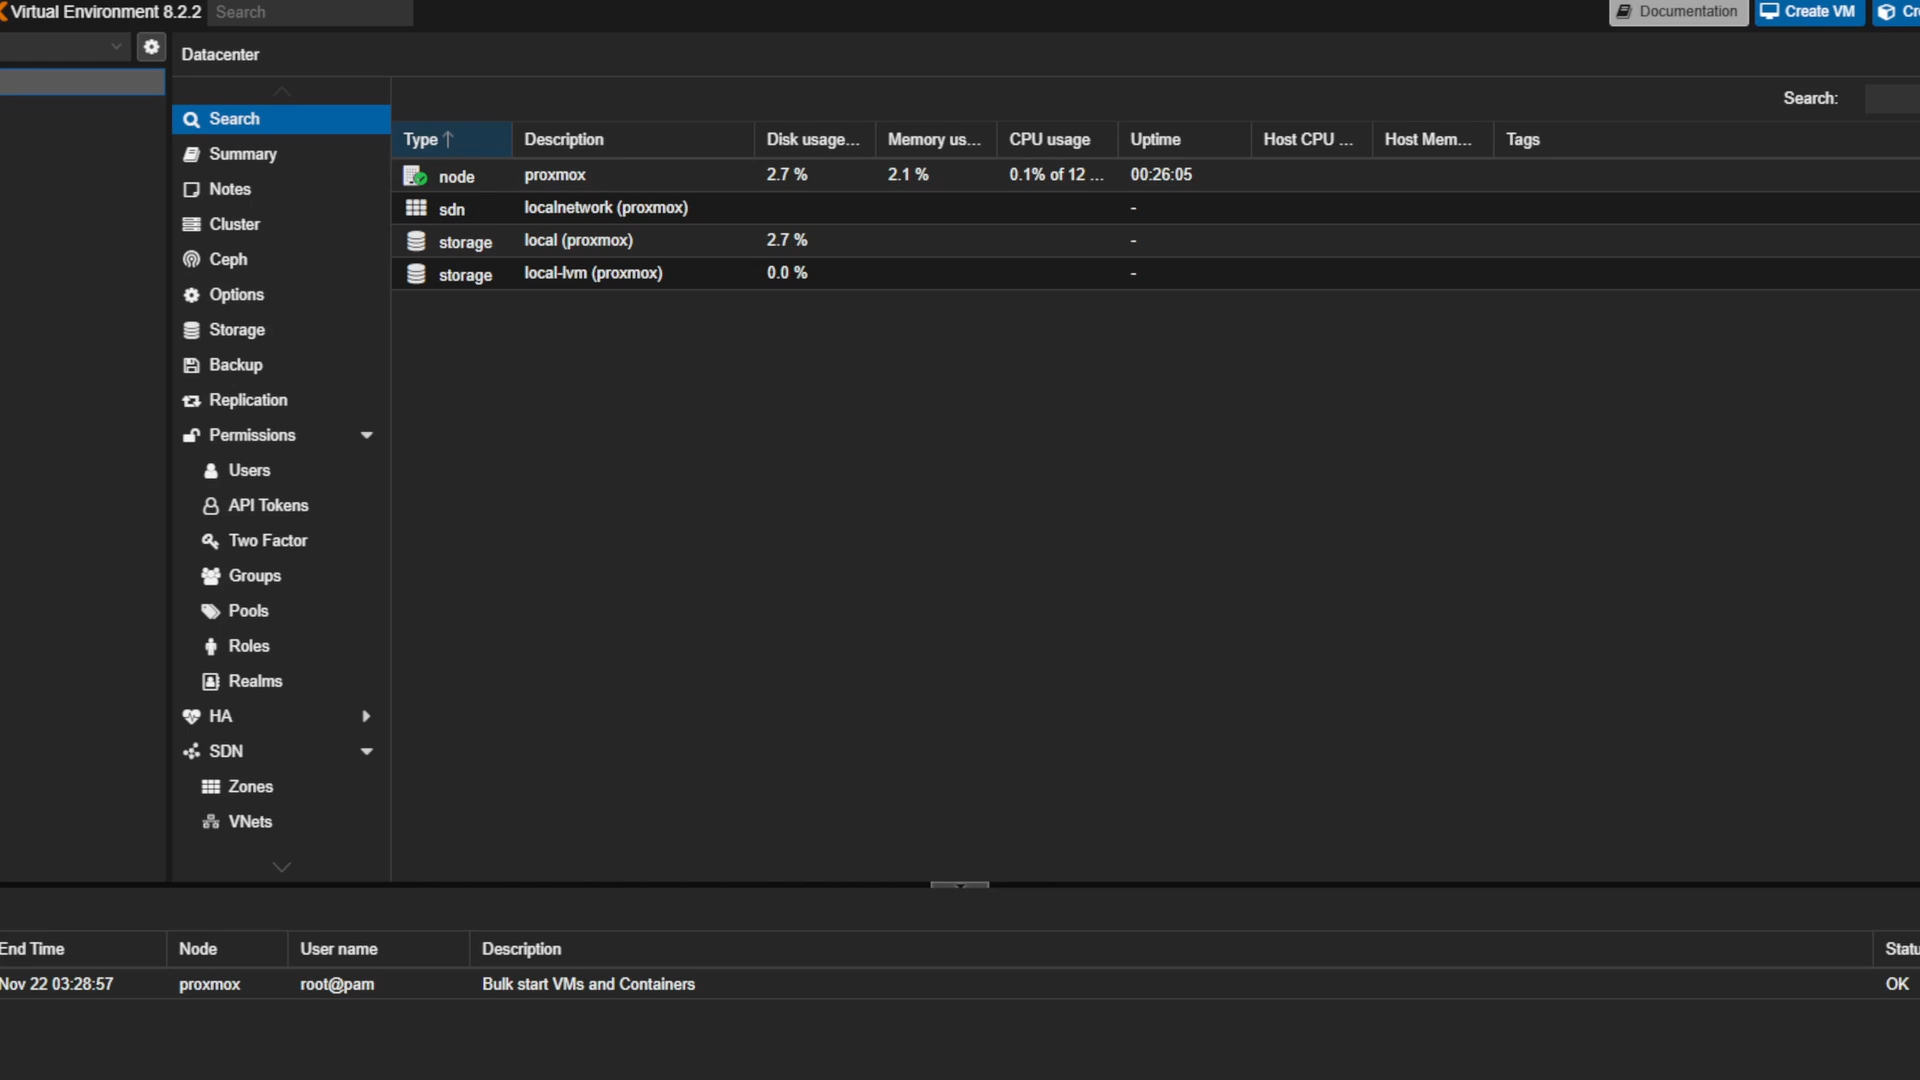 Virtual Environment 8.2.2 Search Documentation Create VM
Datacenter
Search:
Search
Summary
Notes
Cluster
Ceph
Options
Storage
Backup
Replication
Permissions
Users
API Tokens
Two Factor
Groups
Pools
Roles
Realms
HA
SDN
Zones
VNets
Type Description Disk usage... Memory us... CPU usage Uptime Host CPU ... Host Mem... Tags
node proxmox 2.7 % 2.1 % 0.1% of 12 ... 00:26:05
sdn localnetwork (proxmox) -
storage local (proxmox) 2.7 % -
storage local-lvm (proxmox) 0.0 % -
End Time Node User name Description Statu
Nov 22 03:28:57 proxmox root@pam Bulk start VMs and Containers OK